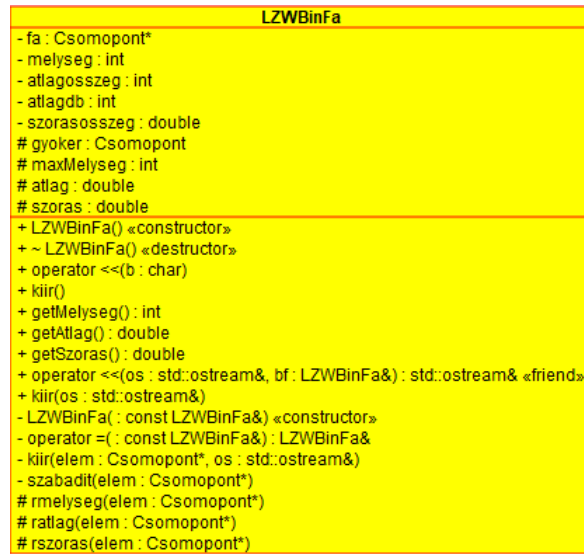 LZWBinFa
- fa : Csomopont*
- melyseg : int
- atlagosszeg : int
- atlagdb : int
- szorasosszeg : double
# gyoker : Csomopont
# maxMelyseg : int
# atlag : double
# szoras : double
+ LZWBinFa() «constructor»
+ ~ LZWBinFa() «destructor»
+ operator <<(b : char)
+ kiir()
+ getMelyseg() : int
+ getAtlag() : double
+ getSzoras() : double
+ operator <<(os : std::ostream&, bf : LZWBinFa&) : std::ostream& «friend»
+ kiir(os : std::ostream&)
- LZWBinFa( : const LZWBinFa&) «constructor»
- operator =( : const LZWBinFa&) : LZWBinFa&
- kiir(elem : Csomopont*, os : std::ostream&)
- szabadit(elem : Csomopont*)
# rmelyseg(elem : Csomopont*)
# ratlag(elem : Csomopont*)
# rszoras(elem : Csomopont*)